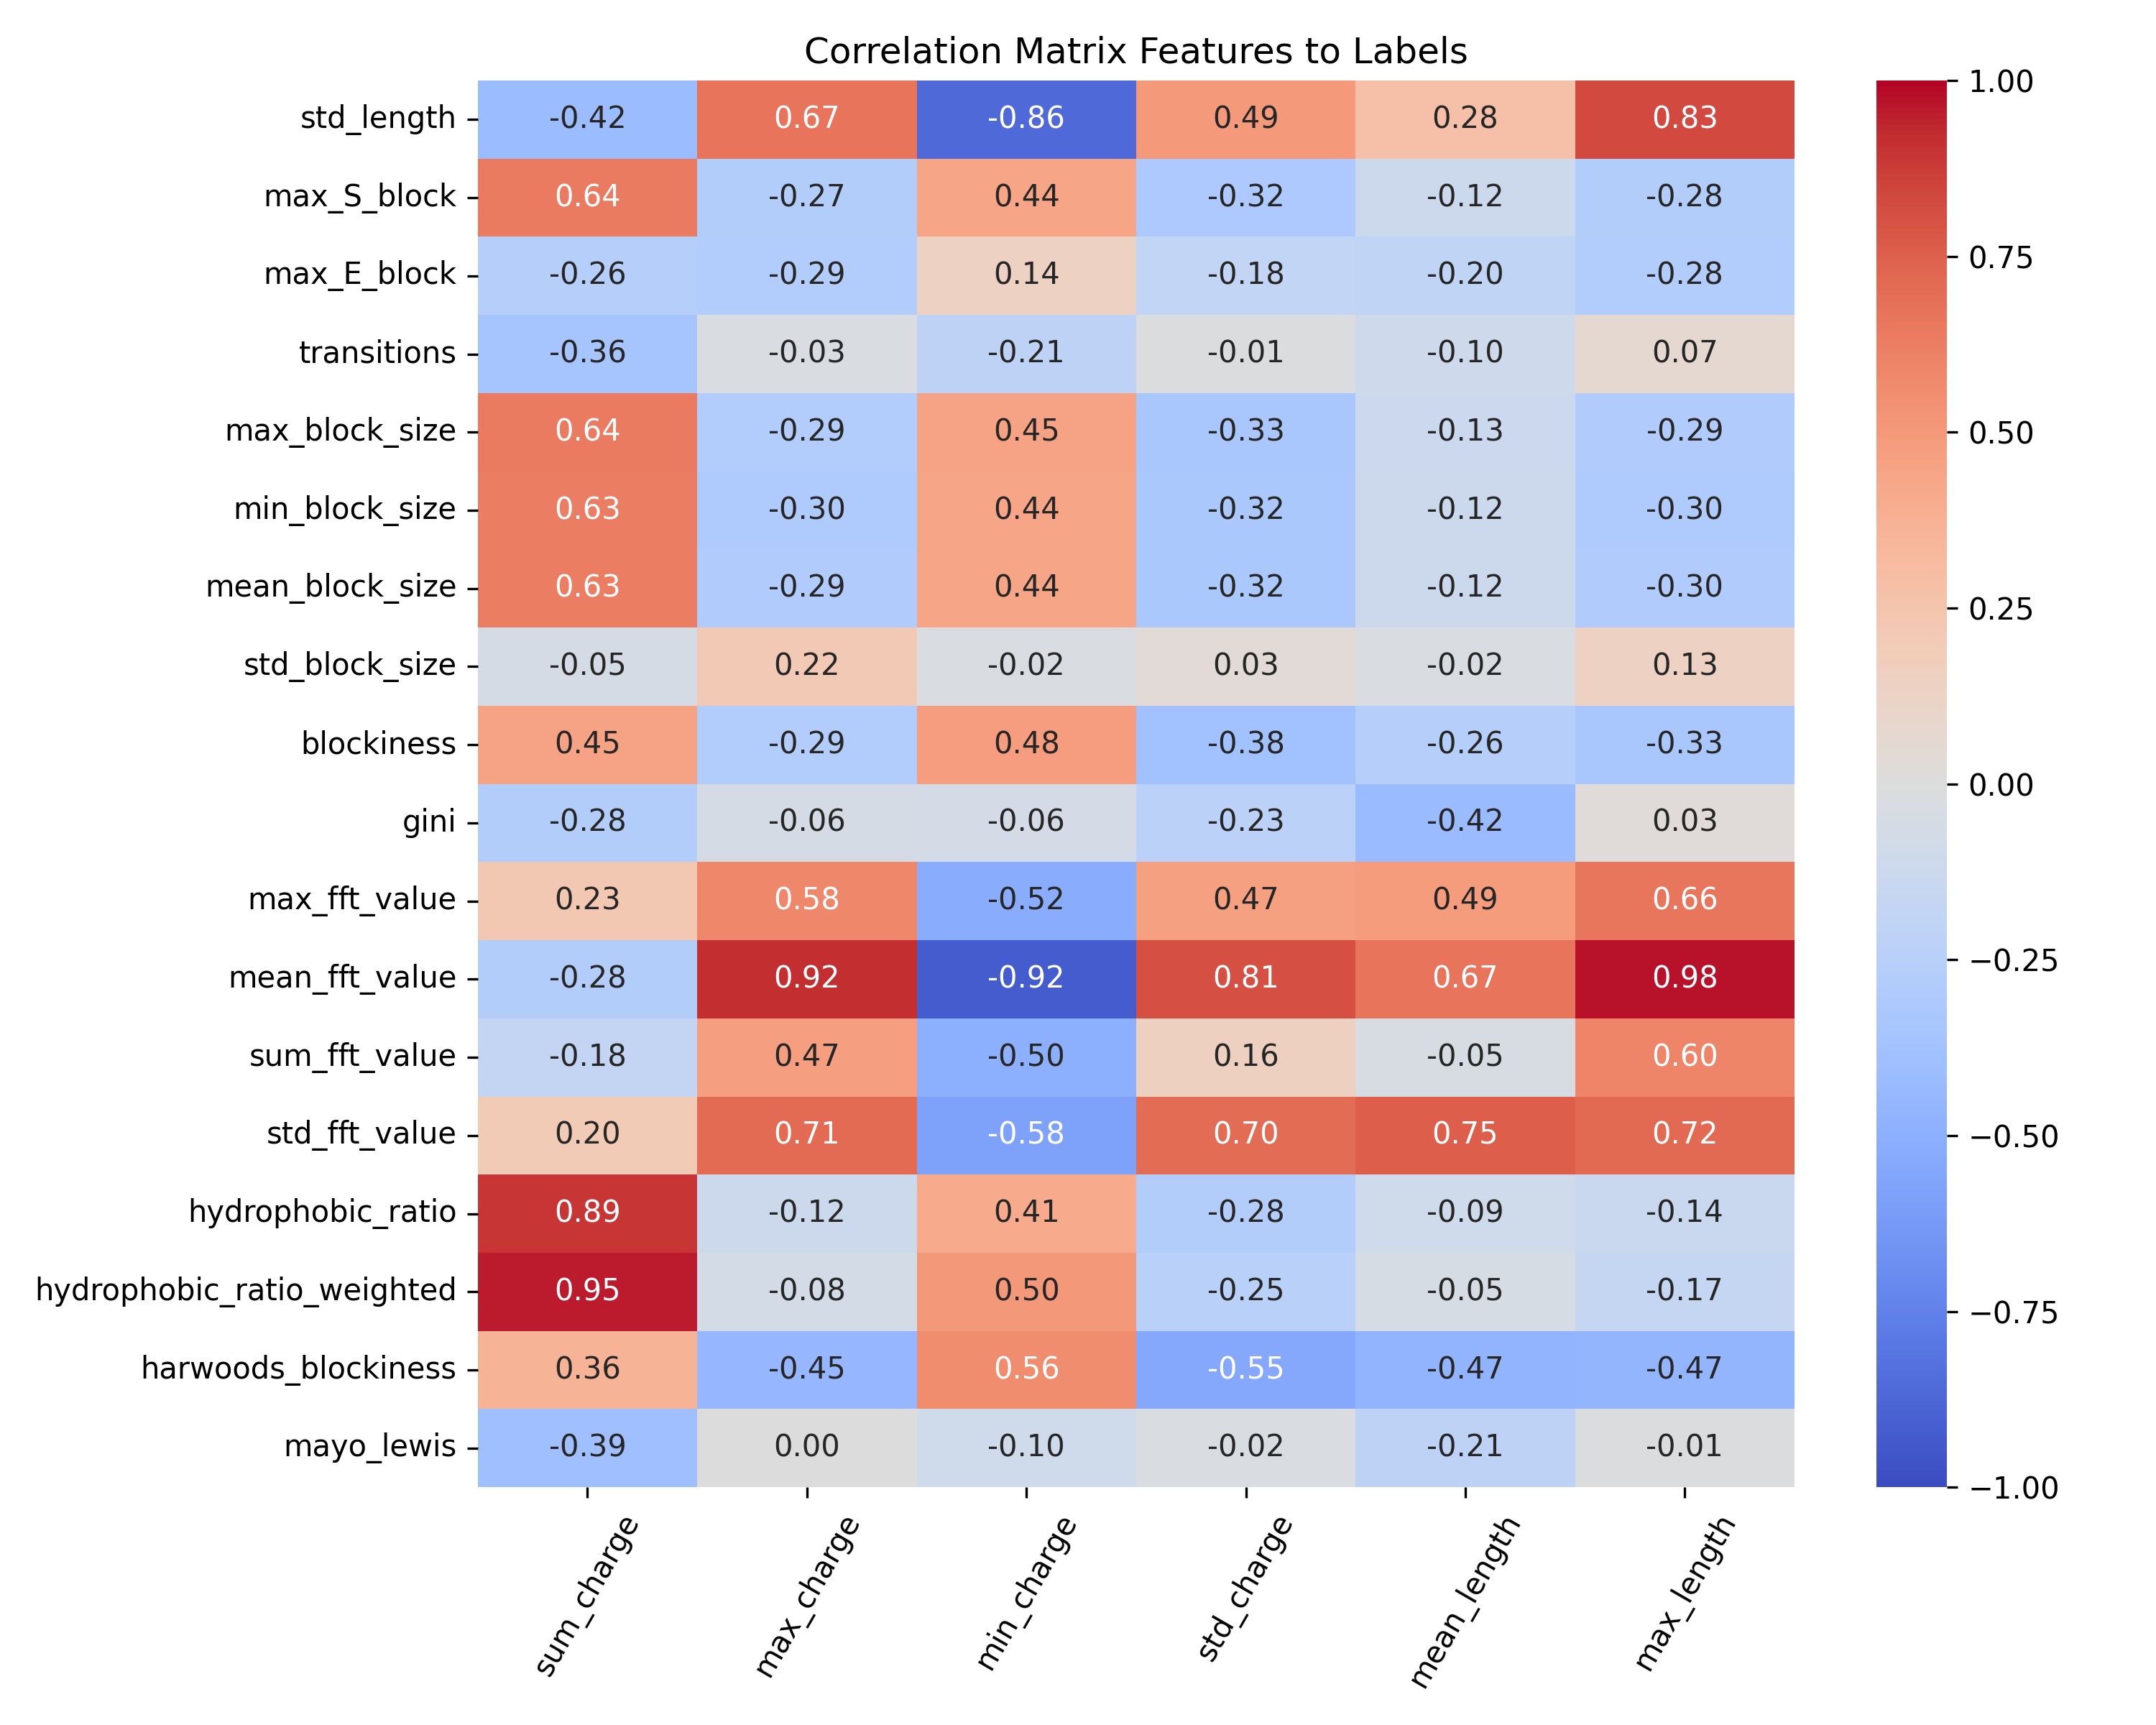 Correlation Matrix Features to Labels
std_length -0.42 0.67 -0.86 0.49 0.28 0.83
max_S_block 0.64 -0.27 0.44 -0.32 -0.12 -0.28
max_E_block -0.26 -0.29 0.14 -0.18 -0.20 -0.28
transitions -0.36 -0.03 -0.21 -0.01 -0.10 0.07
max_block_size 0.64 -0.29 0.45 -0.33 -0.13 -0.29
min_block_size 0.63 -0.30 0.44 -0.32 -0.12 -0.30
mean_block_size 0.63 -0.29 0.44 -0.32 -0.12 -0.30
std_block_size -0.05 0.22 -0.02 0.03 -0.02 0.13
blockiness 0.45 -0.29 0.48 -0.38 -0.26 -0.33
gini -0.28 -0.06 -0.06 -0.23 -0.42 0.03
max_fft_value 0.23 0.58 -0.52 0.47 0.49 0.66
mean_fft_value -0.28 0.92 -0.92 0.81 0.67 0.98
sum_fft_value -0.18 0.47 -0.50 0.16 -0.05 0.60
std_fft_value 0.20 0.71 -0.58 0.70 0.75 0.72
hydrophobic_ratio 0.89 -0.12 0.41 -0.28 -0.09 -0.14
hydrophobic_ratio_weighted 0.95 -0.08 0.50 -0.25 -0.05 -0.17
harwoods_blockiness 0.36 -0.45 0.56 -0.55 -0.47 -0.47
mayo_lewis -0.39 0.00 -0.10 -0.02 -0.21 -0.01
sum_charge max_charge min_charge std_charge mean_length max_length
1.00
0.75
0.50
0.25
0.00
−0.25
−0.50
−0.75
−1.00